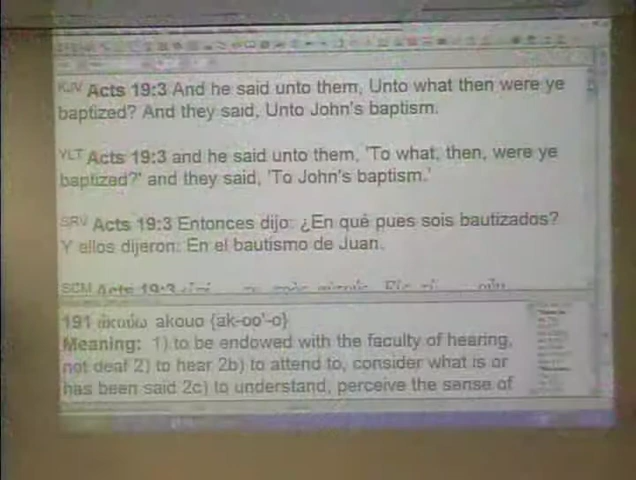 KJV Acts 19:3 And he said unto them, Unto what then were ye
baptized? And they said, Unto John's baptism.
YLT Acts 19:3 and he said unto them, 'To what, then, were ye
baptized?' and they said, 'To John's baptism.'
SRV Acts 19:3 Entonces dijo: ¿En qué pues sois bautizados?
Y ellos dijeron: En el bautismo de Juan.
SCM Acts 19:3
191 ἀκούω akouo {ak-oo'-o}
Meaning: 1) to be endowed with the faculty of hearing,
not deaf 2) to hear 2b) to attend to, consider what is or
has been said 2c) to understand, perceive the sense of